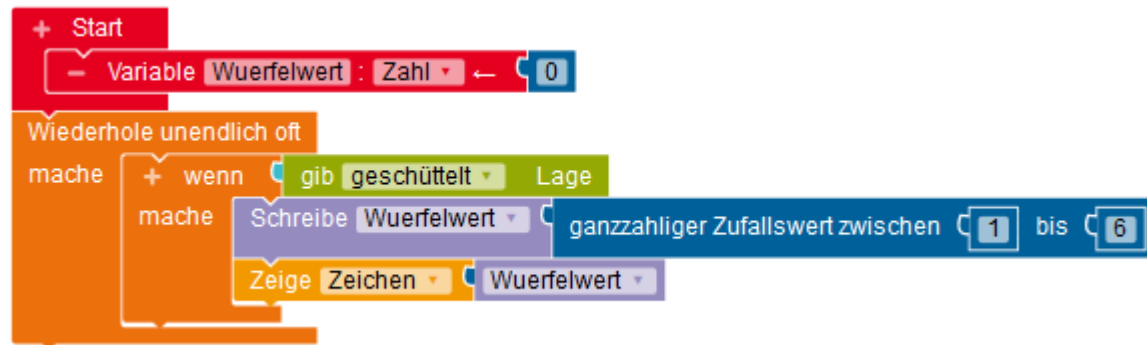 + Start
– Variable Wuerfelwert : Zahl ← 0
Wiederhole unendlich oft
mache + wenn gib geschüttelt Lage
mache Schreibe Wuerfelwert ganzzahliger Zufallswert zwischen 1 bis 6
Zeige Zeichen Wuerfelwert